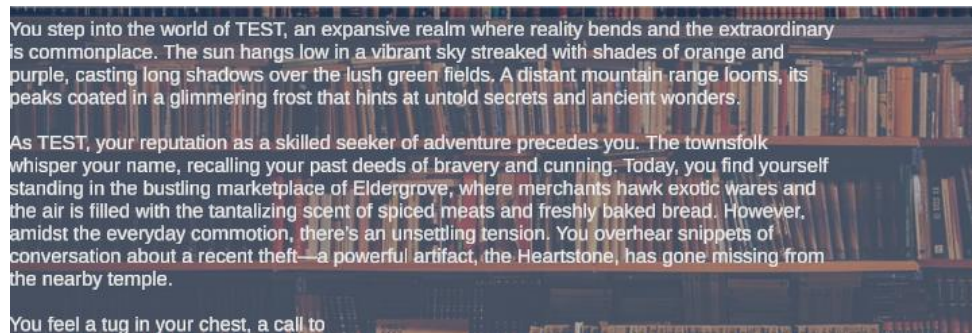 You step into the world of TEST, an expansive realm where reality bends and the extraordinary
is commonplace. The sun hangs low in a vibrant sky streaked with shades of orange and
purple, casting long shadows over the lush green fields. A distant mountain range looms, its
peaks coated in a glimmering frost that hints at untold secrets and ancient wonders.
As TEST, your reputation as a skilled seeker of adventure precedes you. The townsfolk
whisper your name, recalling your past deeds of bravery and cunning. Today, you find yourself
standing in the bustling marketplace of Eldergrove, where merchants hawk exotic wares and
the air is filled with the tantalizing scent of spiced meats and freshly baked bread. However,
amidst the everyday commotion, there's an unsettling tension. You overhear snippets of
conversation about a recent theft—a powerful artifact, the Heartstone, has gone missing from
the nearby temple.
You feel a tug in your chest, a call to